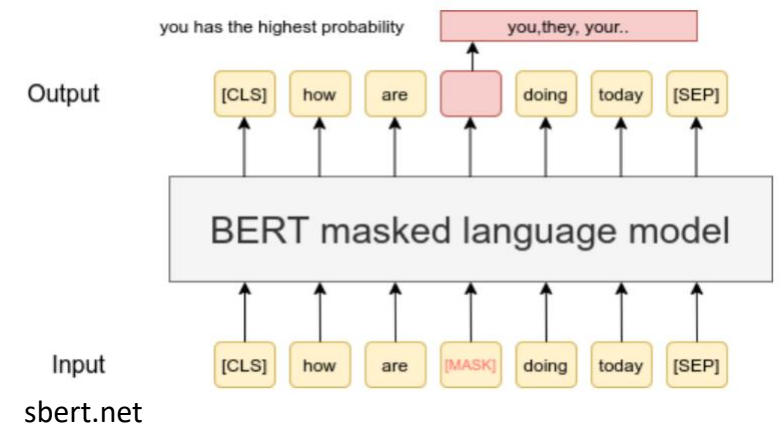 you has the highest probability you,they, your..
Output [CLS] how are doing today [SEP]
BERT masked language model
Input [CLS] how are [MASK] doing today [SEP]
sbert.net